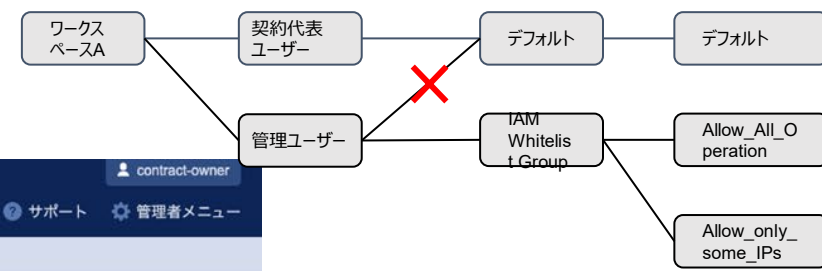 ワークス
ペースA
契約代表
ユーザー
デフォルト
デフォルト
管理ユーザー
IAM
Whitelis
t Group
Allow_All_O
peration
contract-owner
サポート 管理者メニュー
Allow_only_
some_IPs